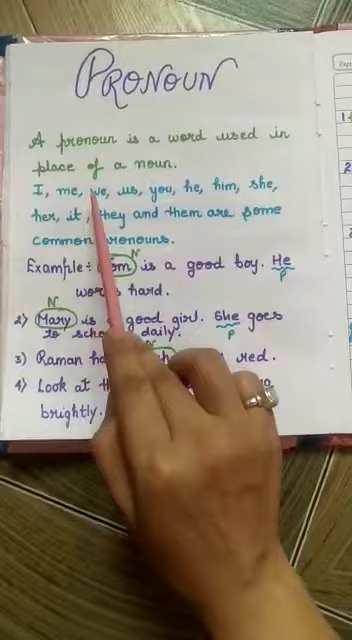 PRONOUN
A pronoun is a word used in
place of a noun.
I, me, we, us, you, he, him, she,
her, it, they and them are some
common pronouns.
N
Example:- is a good boy. He
P
hard.
N
2) Mary is good girl. She goes
to daily.
P
N
3) Raman red.
4) Look at
brightly.